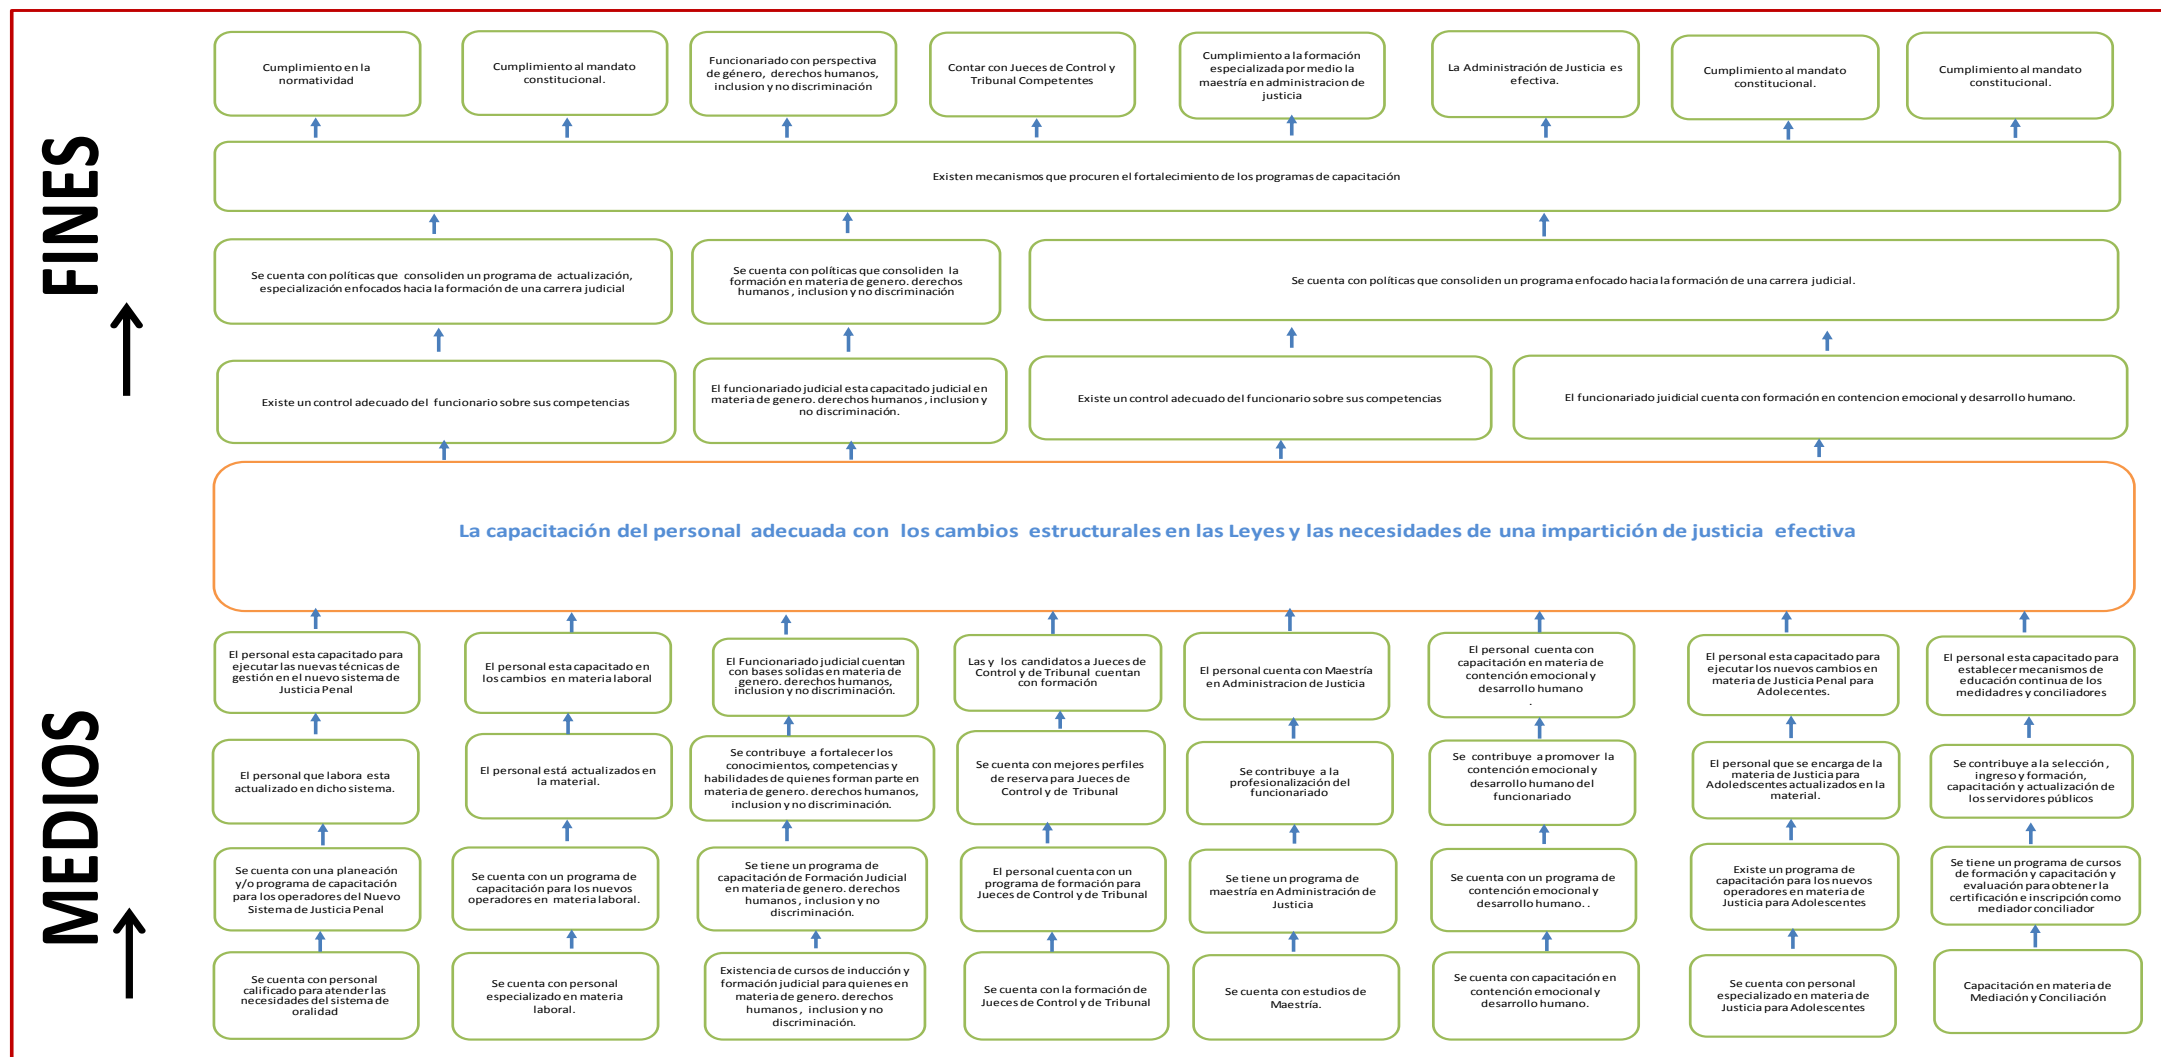 FINES
Cumplimiento en la
normatividad
Cumplimiento al mandato
constitucional.
Funcionariado con perspectiva
de género, derechos humanos,
inclusion y no discriminación
Contar con Jueces de Control y
Tribunal Competentes
Cumplimiento a la formación
especializada por medio la
maestría en administracion de
justicia
La Administración de Justicia es
efectiva.
Cumplimiento al mandato
constitucional.
Cumplimiento al mandato
constitucional.
Existen mecanismos que procuren el fortalecimiento de los programas de capacitación
Se cuenta con políticas que consoliden un programa de actualización,
especialización enfocados hacia la formación de una carrera judicial
Se cuenta con políticas que consoliden la
formación en materia de genero. derechos
humanos , inclusion y no discriminación
Se cuenta con políticas que consoliden un programa enfocado hacia la formación de una carrera judicial.
Existe un control adecuado del funcionario sobre sus competencias
El funcionariado judicial esta capacitado judicial en
materia de genero. derechos humanos , inclusion y
no discriminación.
Existe un control adecuado del funcionario sobre sus competencias
El funcionariado juidicial cuenta con formación en contencion emocional y desarrollo humano.
La capacitación del personal adecuada con los cambios estructurales en las Leyes y las necesidades de una impartición de justicia efectiva
MEDIOS
El personal esta capacitado para
ejecutar las nuevas técnicas de
gestión en el nuevo sistema de
Justicia Penal
El personal esta capacitado en
los cambios en materia laboral
El Funcionariado judicial cuentan
con bases solidas en materia de
genero. derechos humanos,
inclusion y no discriminación.
Las y los candidatos a Jueces de
Control y de Tribunal cuentan
con formación
El personal cuenta con Maestría
en Administracion de Justicia
El personal cuenta con
capacitación en materia de
contención emocional y
desarrollo humano
.
El personal esta capacitado para
ejecutar los nuevos cambios en
materia de Justicia Penal para
Adolecentes.
El personal esta capacitado para
establecer mecanismos de
educación continua de los
medidadres y conciliadores
El personal que labora esta
actualizado en dicho sistema.
El personal está actualizados en
la material.
Se contribuye a fortalecer los
conocimientos, competencias y
habilidades de quienes forman parte en
materia de genero. derechos humanos,
inclusion y no discriminación.
Se cuenta con mejores perfiles
de reserva para Jueces de
Control y de Tribunal
Se contribuye a la
profesionalización del
funcionariado
Se contribuye a promover la
contención emocional y
desarrollo humano del
funcionariado
El personal que se encarga de la
materia de Justicia para
Adoledscentes actualizados en la
material.
Se contribuye a la selección ,
ingreso y formación,
capacitación y actualización de
los servidores públicos
Se cuenta con una planeación
y/o programa de capacitación
para los operadores del Nuevo
Sistema de Justicia Penal
Se cuenta con un programa de
capacitación para los nuevos
operadores en materia laboral.
Se tiene un programa de
capacitación de Formación Judicial
en materia de genero. derechos
humanos , inclusion y no
discriminación.
El personal cuenta con un
programa de formación para
Jueces de Control y de Tribunal
Se tiene un programa de
maestría en Administración de
Justicia
Se cuenta con un programa de
contención emocional y
desarrollo humano. .
Existe un programa de
capacitación para los nuevos
operadores en materia de
Justicia para Adolescentes
Se tiene un programa de cursos
de formación y capacitación y
evaluación para obtener la
certificación e inscripción como
mediador conciliador
Se cuenta con personal
calificado para atender las
necesidades del sistema de
oralidad
Se cuenta con personal
especializado en materia
laboral.
Existencia de cursos de inducción y
formación judicial para quienes en
materia de genero. derechos
humanos , inclusion y no
discriminación.
Se cuenta con la formación de
Jueces de Control y de Tribunal
Se cuenta con estudios de
Maestría.
Se cuenta con capacitación en
contención emocional y
desarrollo humano.
Se cuenta con personal
especializado en materia de
Justicia para Adolescentes
Capacitación en materia de
Mediación y Conciliación